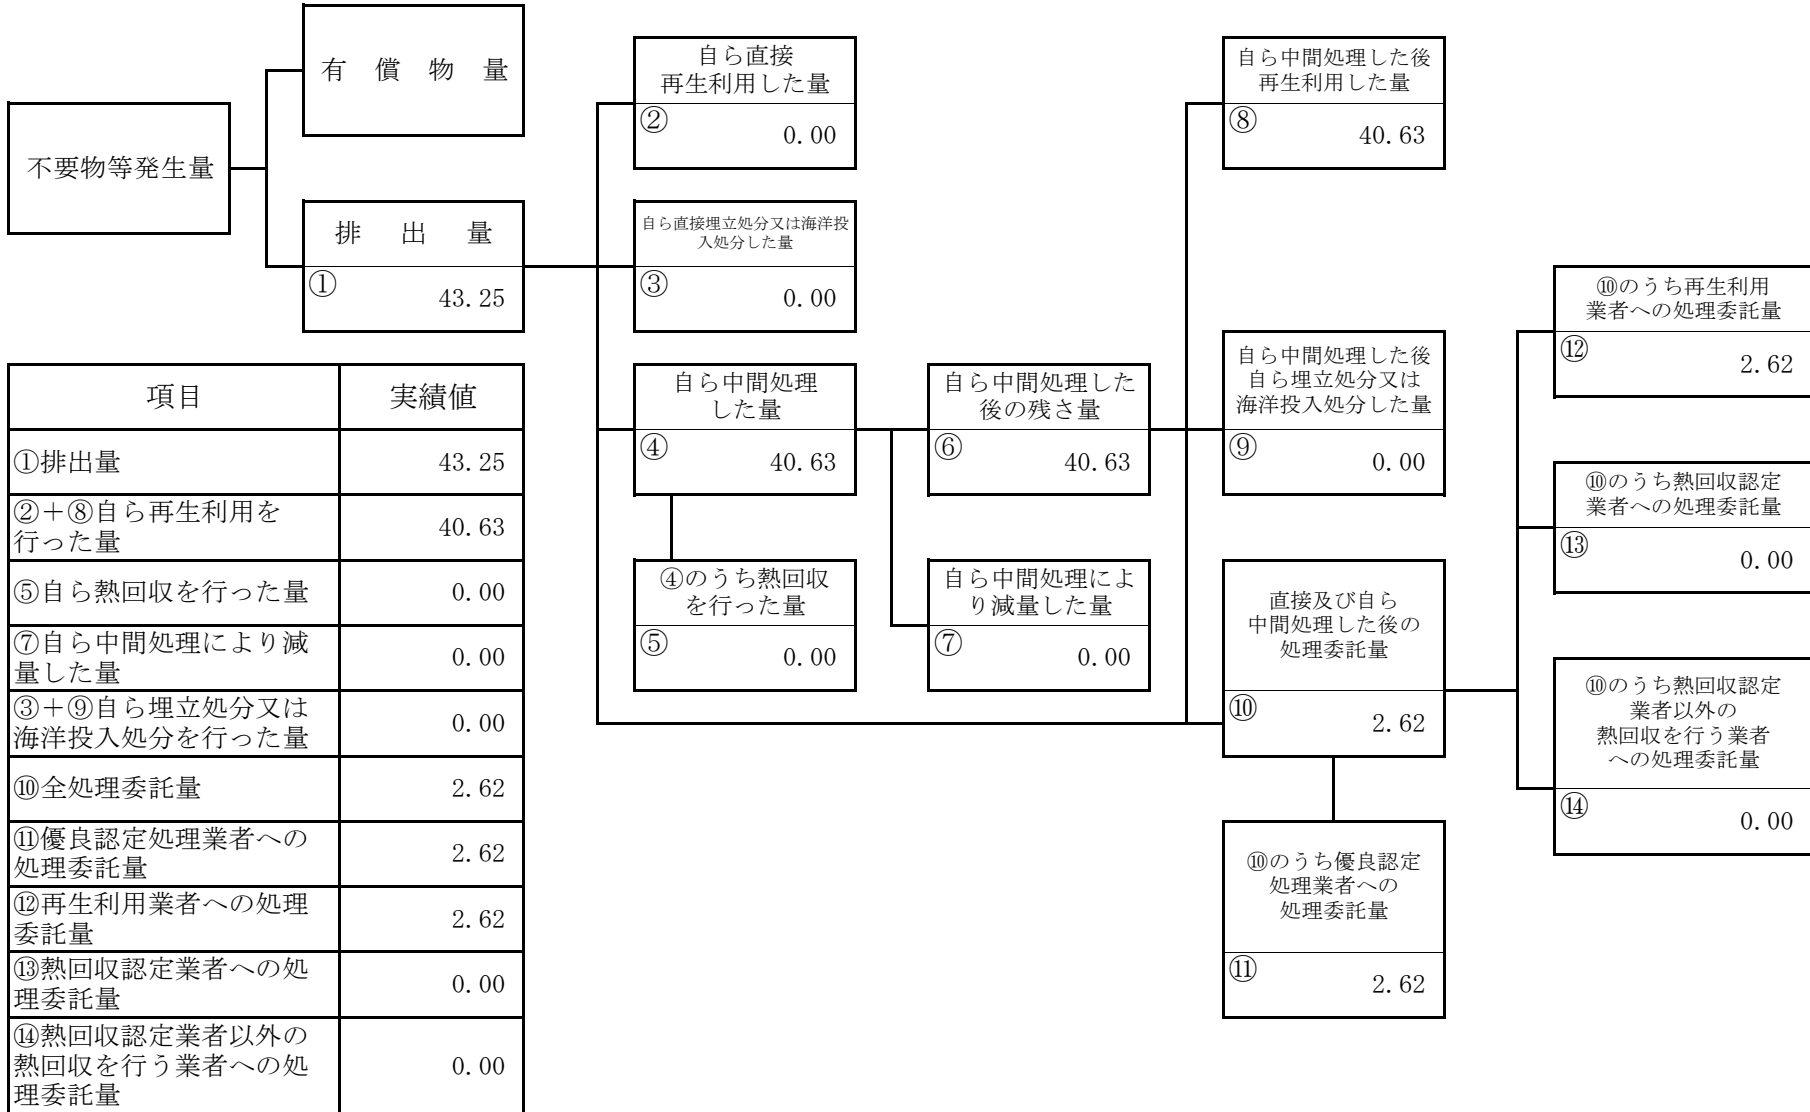 不要物等発生量
有償物量
排出量
①
43.25
自ら直接
再生利用した量
②
0.00
自ら直接埋立処分又は海洋投
入処分した量
③
0.00
自ら中間処理
した量
④
40.63
④のうち熱回収
を行った量
⑤
0.00
自ら中間処理した
後の残さ量
⑥
40.63
自ら中間処理によ
り減量した量
⑦
0.00
自ら中間処理した後
再生利用した量
⑧
40.63
自ら中間処理した後
自ら埋立処分又は
海洋投入処分した量
⑨
0.00
直接及び自ら
中間処理した後の
処理委託量
⑩
2.62
⑩のうち優良認定
処理業者への
処理委託量
⑪
2.62
⑩のうち再生利用
業者への処理委託量
⑫
2.62
⑩のうち熱回収認定
業者への処理委託量
⑬
0.00
⑩のうち熱回収認定
業者以外の
熱回収を行う業者
への処理委託量
⑭
0.00
項目 実績値
①排出量 43.25
②+⑧自ら再生利用を
行った量 40.63
⑤自ら熱回収を行った量 0.00
⑦自ら中間処理により減
量した量 0.00
③+⑨自ら埋立処分又は
海洋投入処分を行った量 0.00
⑩全処理委託量 2.62
⑪優良認定処理業者への
処理委託量 2.62
⑫再生利用業者への処理
委託量 2.62
⑬熱回収認定業者への処
理委託量 0.00
⑭熱回収認定業者以外の
熱回収を行う業者への処 0.00
理委託量